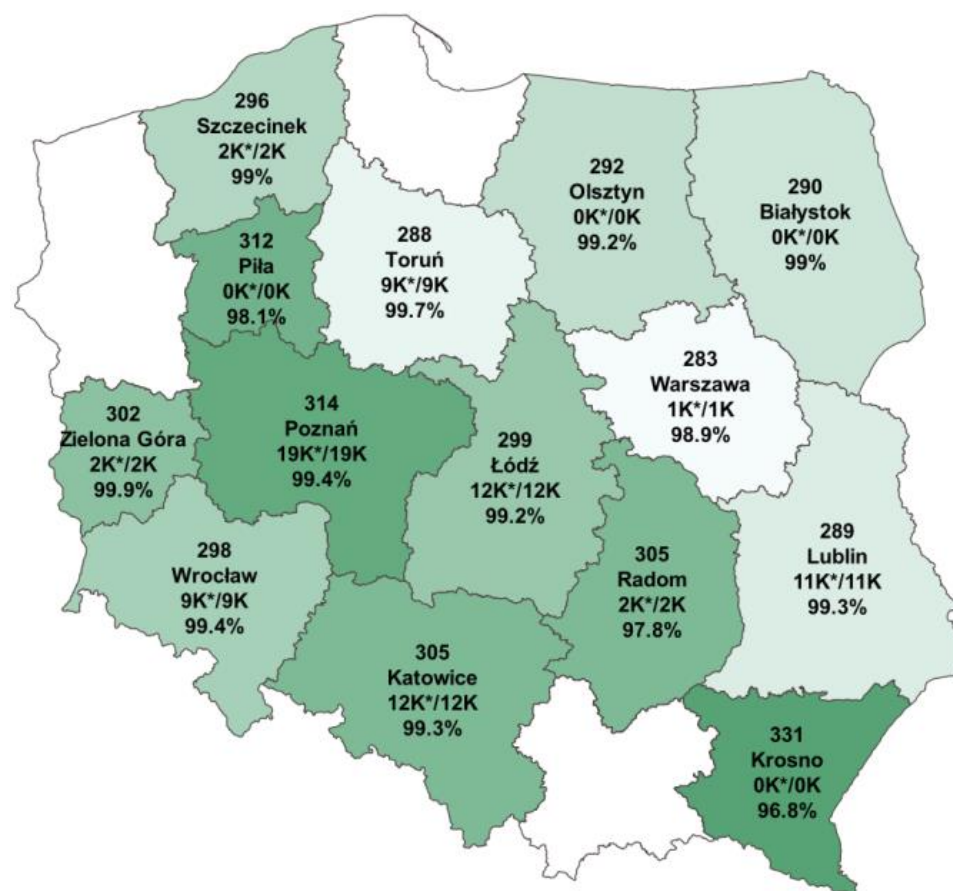 296
Szczecinek
2K*/2K
99%
292
Olsztyn
0K*/0K
99.2%
290
Białystok
0K*/0K
99%
312
Piła
0K*/0K
98.1%
288
Toruń
9K*/9K
99.7%
283
Warszawa
1K*/1K
98.9%
302
Zielona Góra
2K*/2K
99.9%
314
Poznań
19K*/19K
99.4%
299
Łódź
12K*/12K
99.2%
298
Wrocław
9K*/9K
99.4%
305
Radom
2K*/2K
97.8%
289
Lublin
11K*/11K
99.3%
305
Katowice
12K*/12K
99.3%
331
Krosno
0K*/0K
96.8%